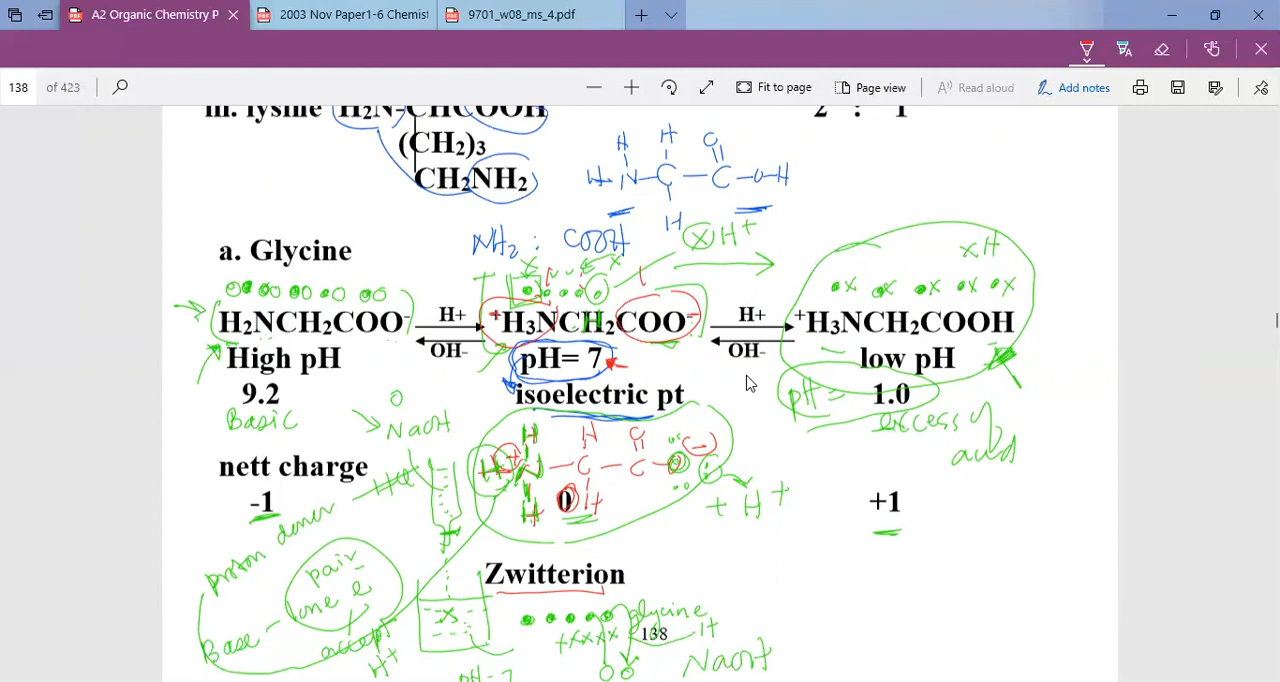 A2 Organic Chemistry P
2003 Nov Paper1-6 Chemist
9701_w08_ms_4.pdf
138 of 423
Fit to page
Page view
Read aloud
Add notes
iii. lysine H2N-CHCOOH 2 : 1
(CH2)3
CH2NH2
H H O
H-N-C-C-O-H
H
NH2 : COOH
H+
xH
a. Glycine
H2NCH2COO- H+ OH- +H3NCH2COO- H+ OH- +H3NCH2COOH
High pH pH= 7 low pH
9.2 isoelectric pt pH= 1.0
Basic
NaOH
excess of acid
nett charge
H H O
N-C-C-O
H H
-1 0 +1
+ H+
HCl
proton donor
pair
lone e
Base - accept H+
Zwitterion
glycine
138
NaOH